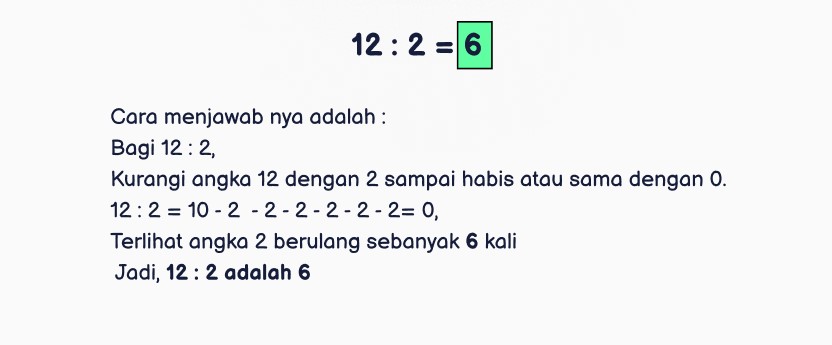 12 : 2 = 6
Cara menjawab nya adalah :
Bagi 12 : 2,
Kurangi angka 12 dengan 2 sampai habis atau sama dengan 0.
12 : 2 = 10 - 2  - 2 - 2 - 2 - 2 - 2= 0,
Terlihat angka 2 berulang sebanyak 6 kali
Jadi, 12 : 2 adalah 6